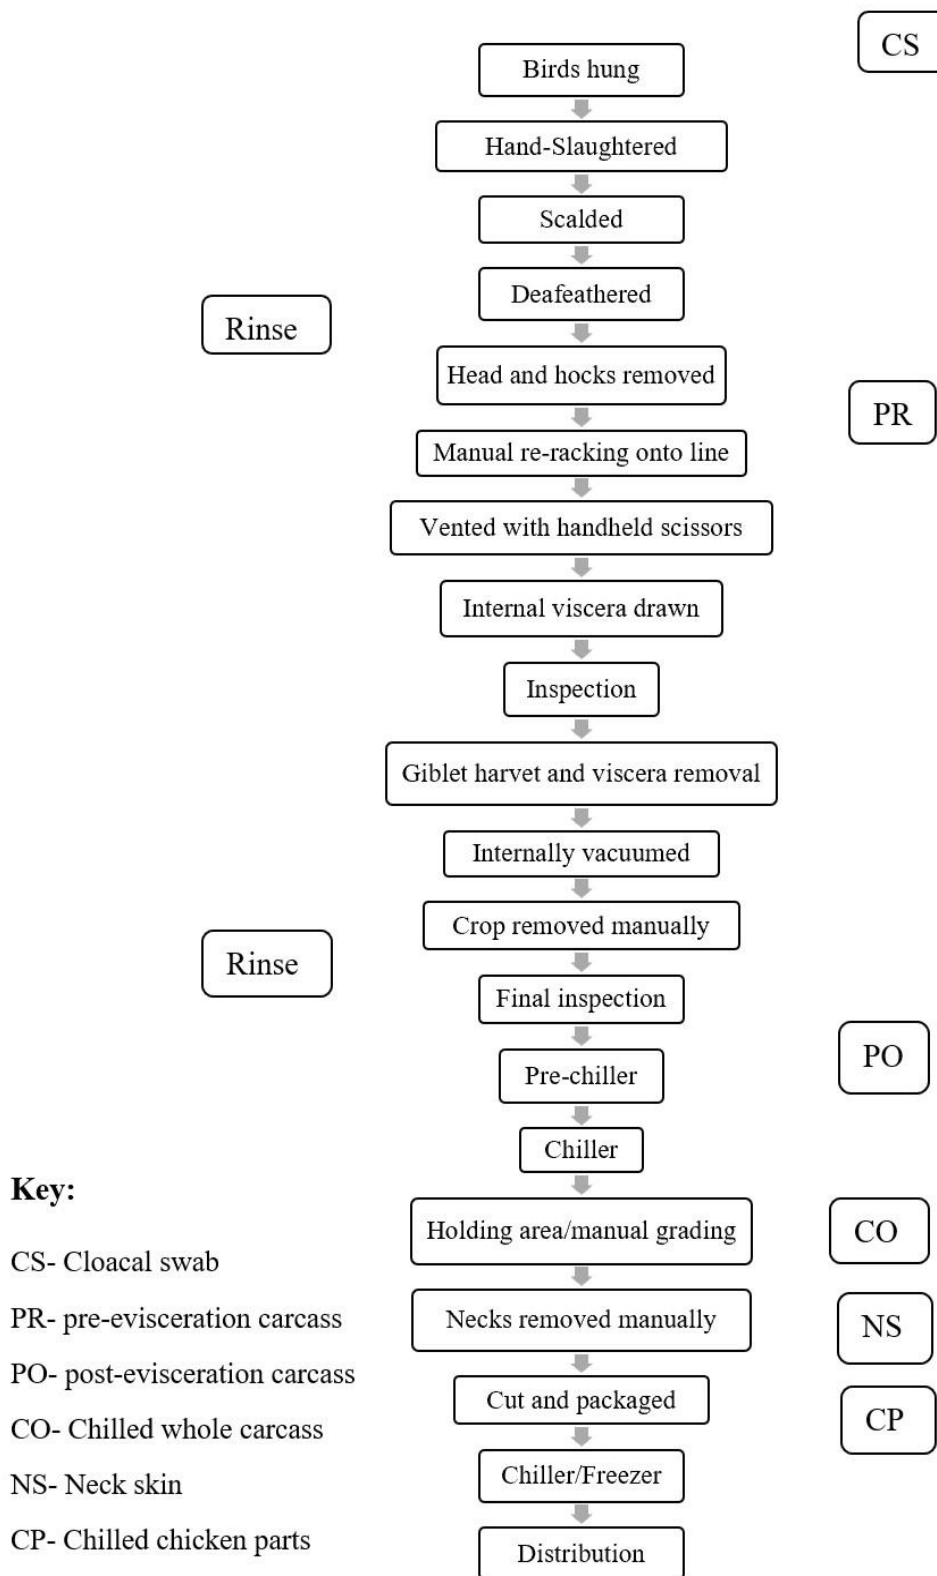 CS
Birds hung
Hand-Slaughtered
Scalded
Deafeathered
Rinse
Head and hocks removed
PR
Manual re-racking onto line
Vented with handheld scissors
Internal viscera drawn
Inspection
Giblet harvet and viscera removal
Internally vacuumed
Crop removed manually
Rinse
Final inspection
PO
Pre-chiller
Chiller
Holding area/manual grading
CO
Necks removed manually
NS
Cut and packaged
CP
Chiller/Freezer
Distribution
Key:
CS- Cloacal swab
PR- pre-evisceration carcass
PO- post-evisceration carcass
CO- Chilled whole carcass
NS- Neck skin
CP- Chilled chicken parts